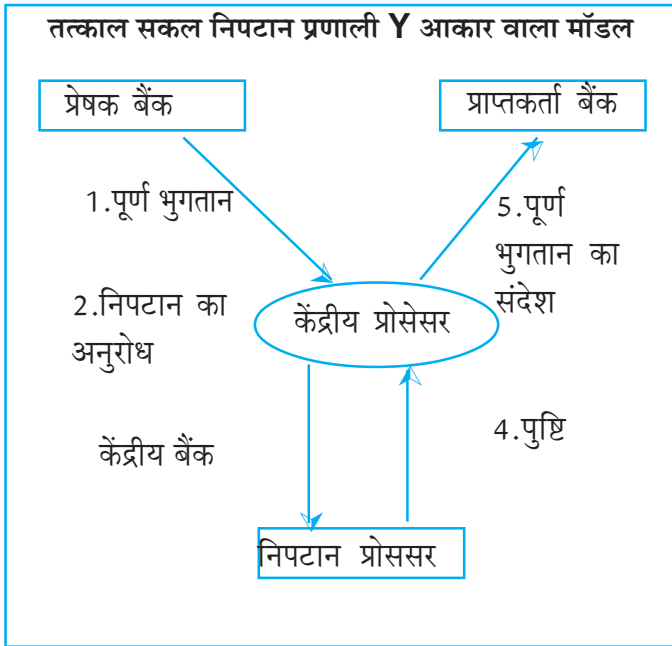 तत्काल सकल निपटान प्रणाली Y आकार वाला मॉडल
प्रेषक बैंक
प्राप्तकर्ता बैंक
1.पूर्ण भुगतान
5.पूर्ण
भुगतान का
संदेश
2.निपटान का
अनुरोध
केंद्रीय प्रोसेसर
केंद्रीय बैंक
4.पुष्टि
निपटान प्रोससर